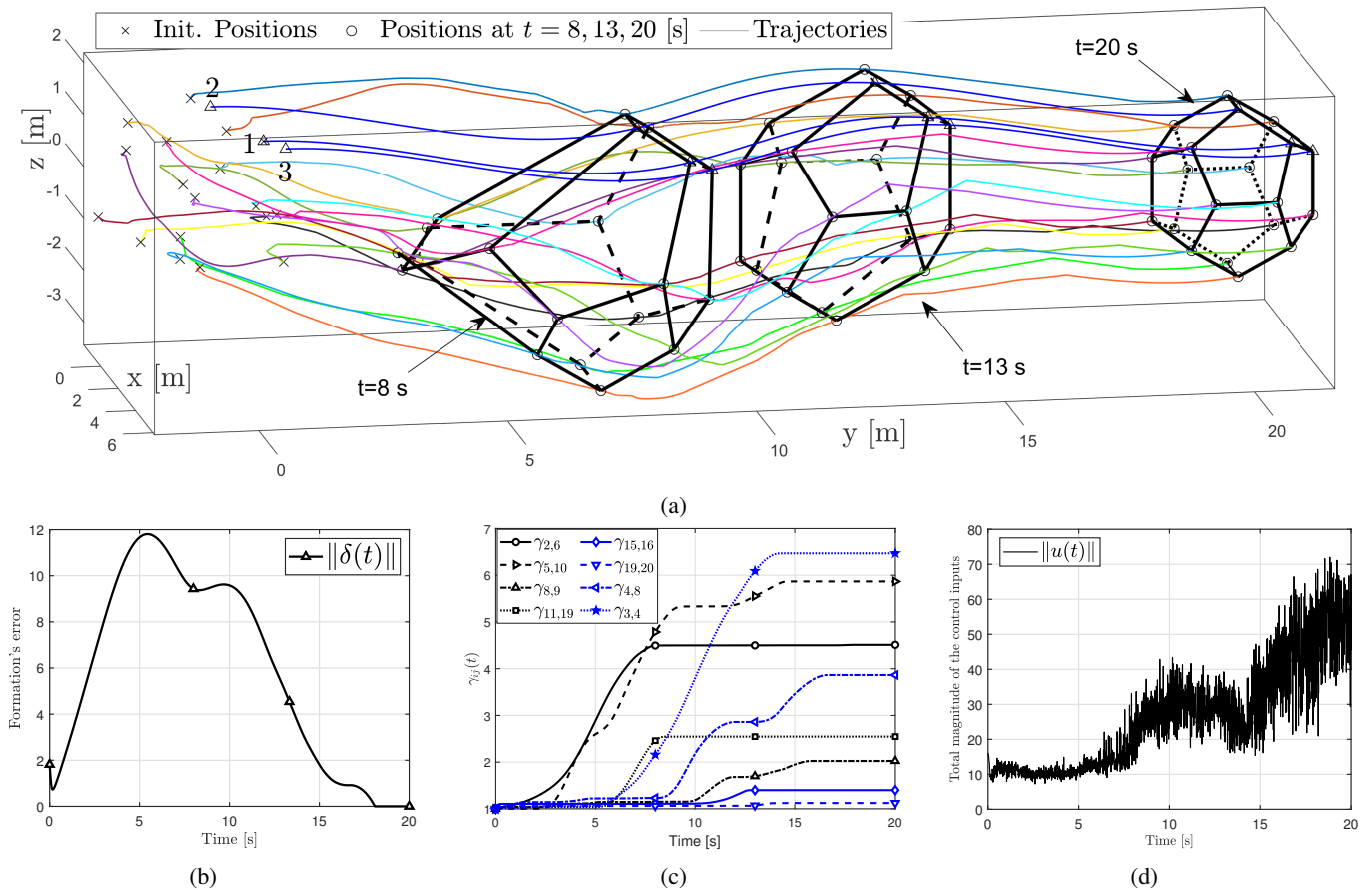 × Init. Positions ○ Positions at t = 8, 13, 20 [s] — Trajectories
t=20 s
2
1
0
-1
-2
-3
z [m]
2
1
3
0
2
4
6
x [m]
t=8 s
t=13 s
0
5
10
15
20
y [m]
(a)
12
10
8
6
4
2
0
Formation's error
‖δ(t)‖
0 5 10 15 20
Time [s]
(b)
7
6
5
4
3
2
1
γij(t)
γ2,6
γ5,10
γ8,9
γ11,19
γ15,16
γ19,20
γ4,8
γ3,4
0 5 10 15 20
Time [s]
(c)
80
70
60
50
40
30
20
10
0
Total magnitude of the control inputs
‖u(t)‖
0 5 10 15 20
Time [s]
(d)